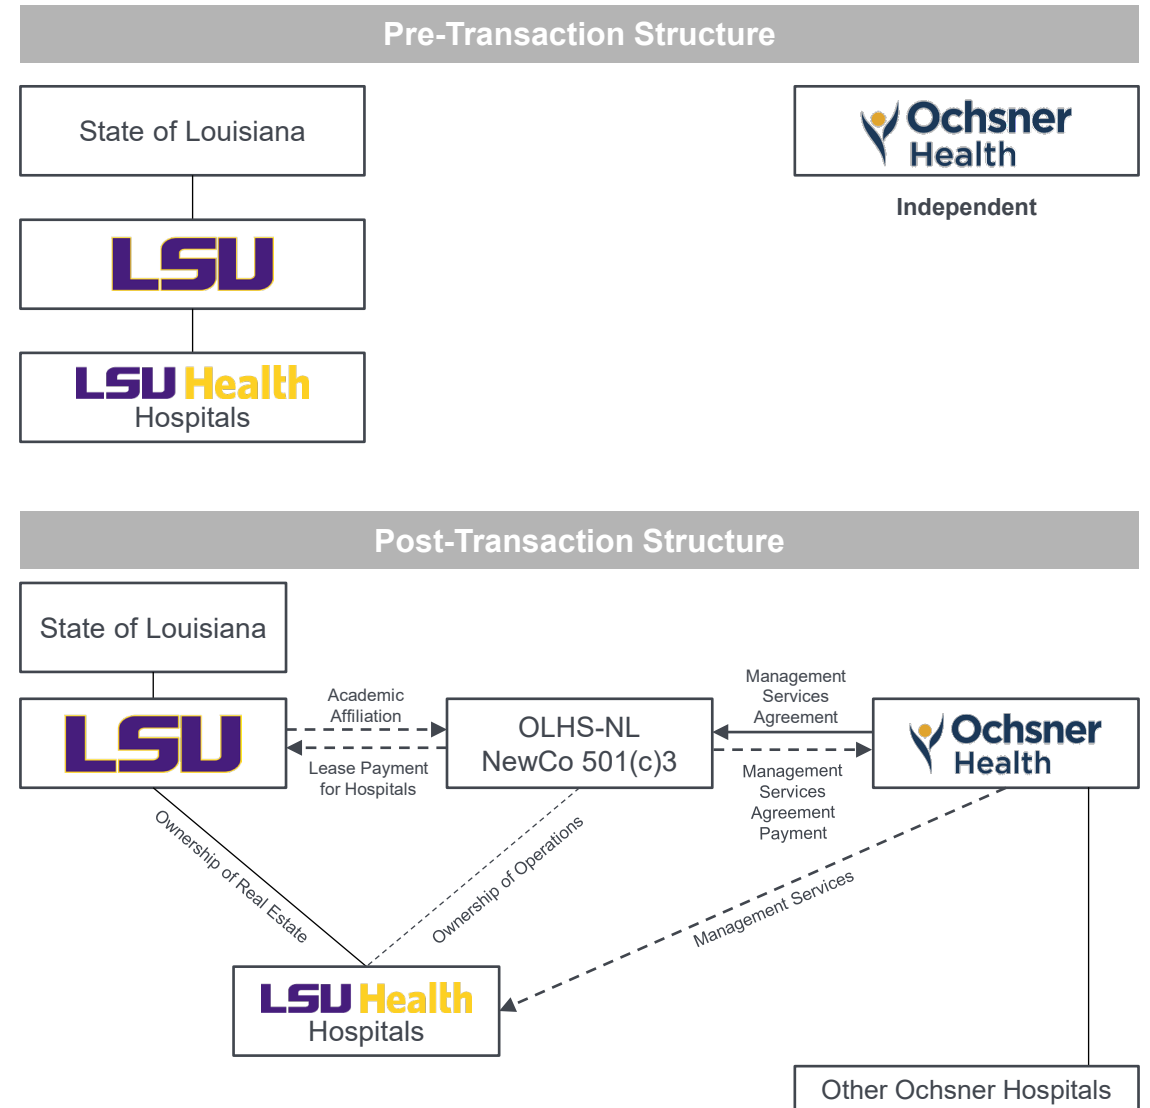 Pre-Transaction Structure
State of Louisiana
Ochsner
Health
Independent
LSU
LSU Health
Hospitals
Post-Transaction Structure
State of Louisiana
LSU
Academic
Affiliation
Lease Payment
for Hospitals
OLHS-NL
NewCo 501(c)3
Management
Services
Agreement
Management
Services
Agreement
Payment
Ochsner
Health
Ownership of Real Estate
Ownership of Operations
Management Services
LSU Health
Hospitals
Other Ochsner Hospitals